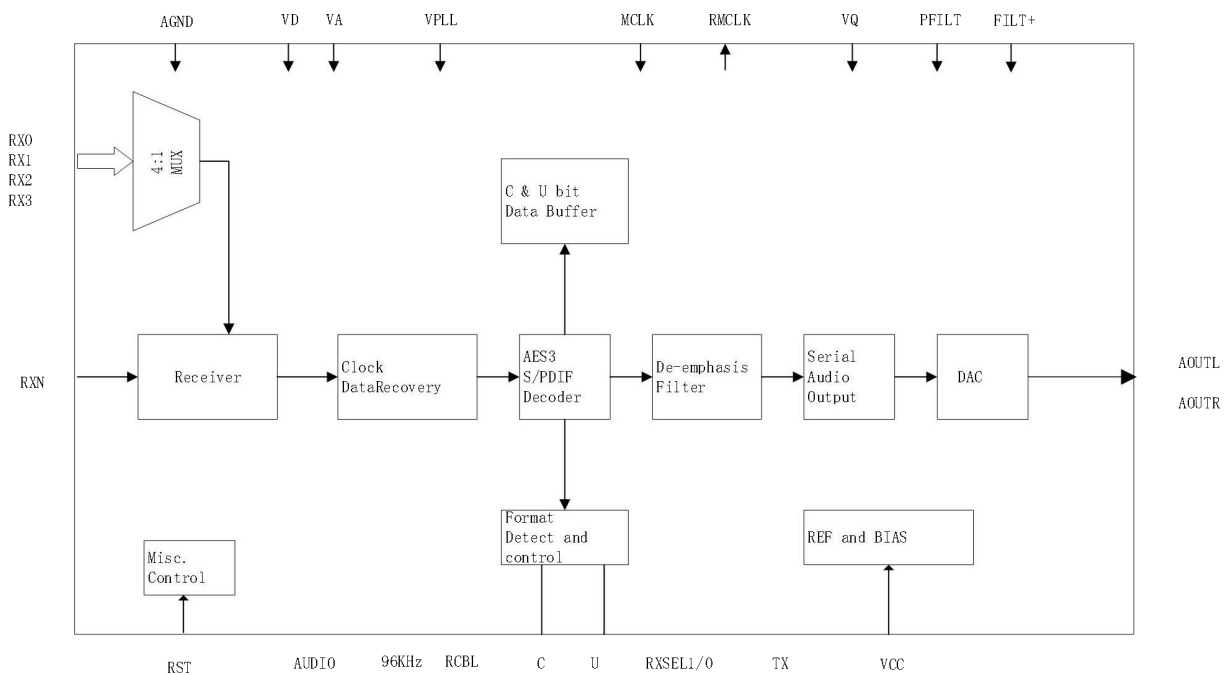 AGND VD VA VPLL MCLK RMCLK VQ PFILT FILT+
RX0
RX1
RX2
RX3
4:1
MUX
C & U bit
Data Buffer
RXN
Receiver
Clock
DataRecovery
AES3
S/PDIF
Decoder
De-emphasis
Filter
Serial
Audio
Output
DAC
AOUTL
AOUTR
Misc.
Control
Format
Detect and
control
REF and BIAS
RST AUDIO 96KHz RCBL C U RXSEL1/0 TX VCC